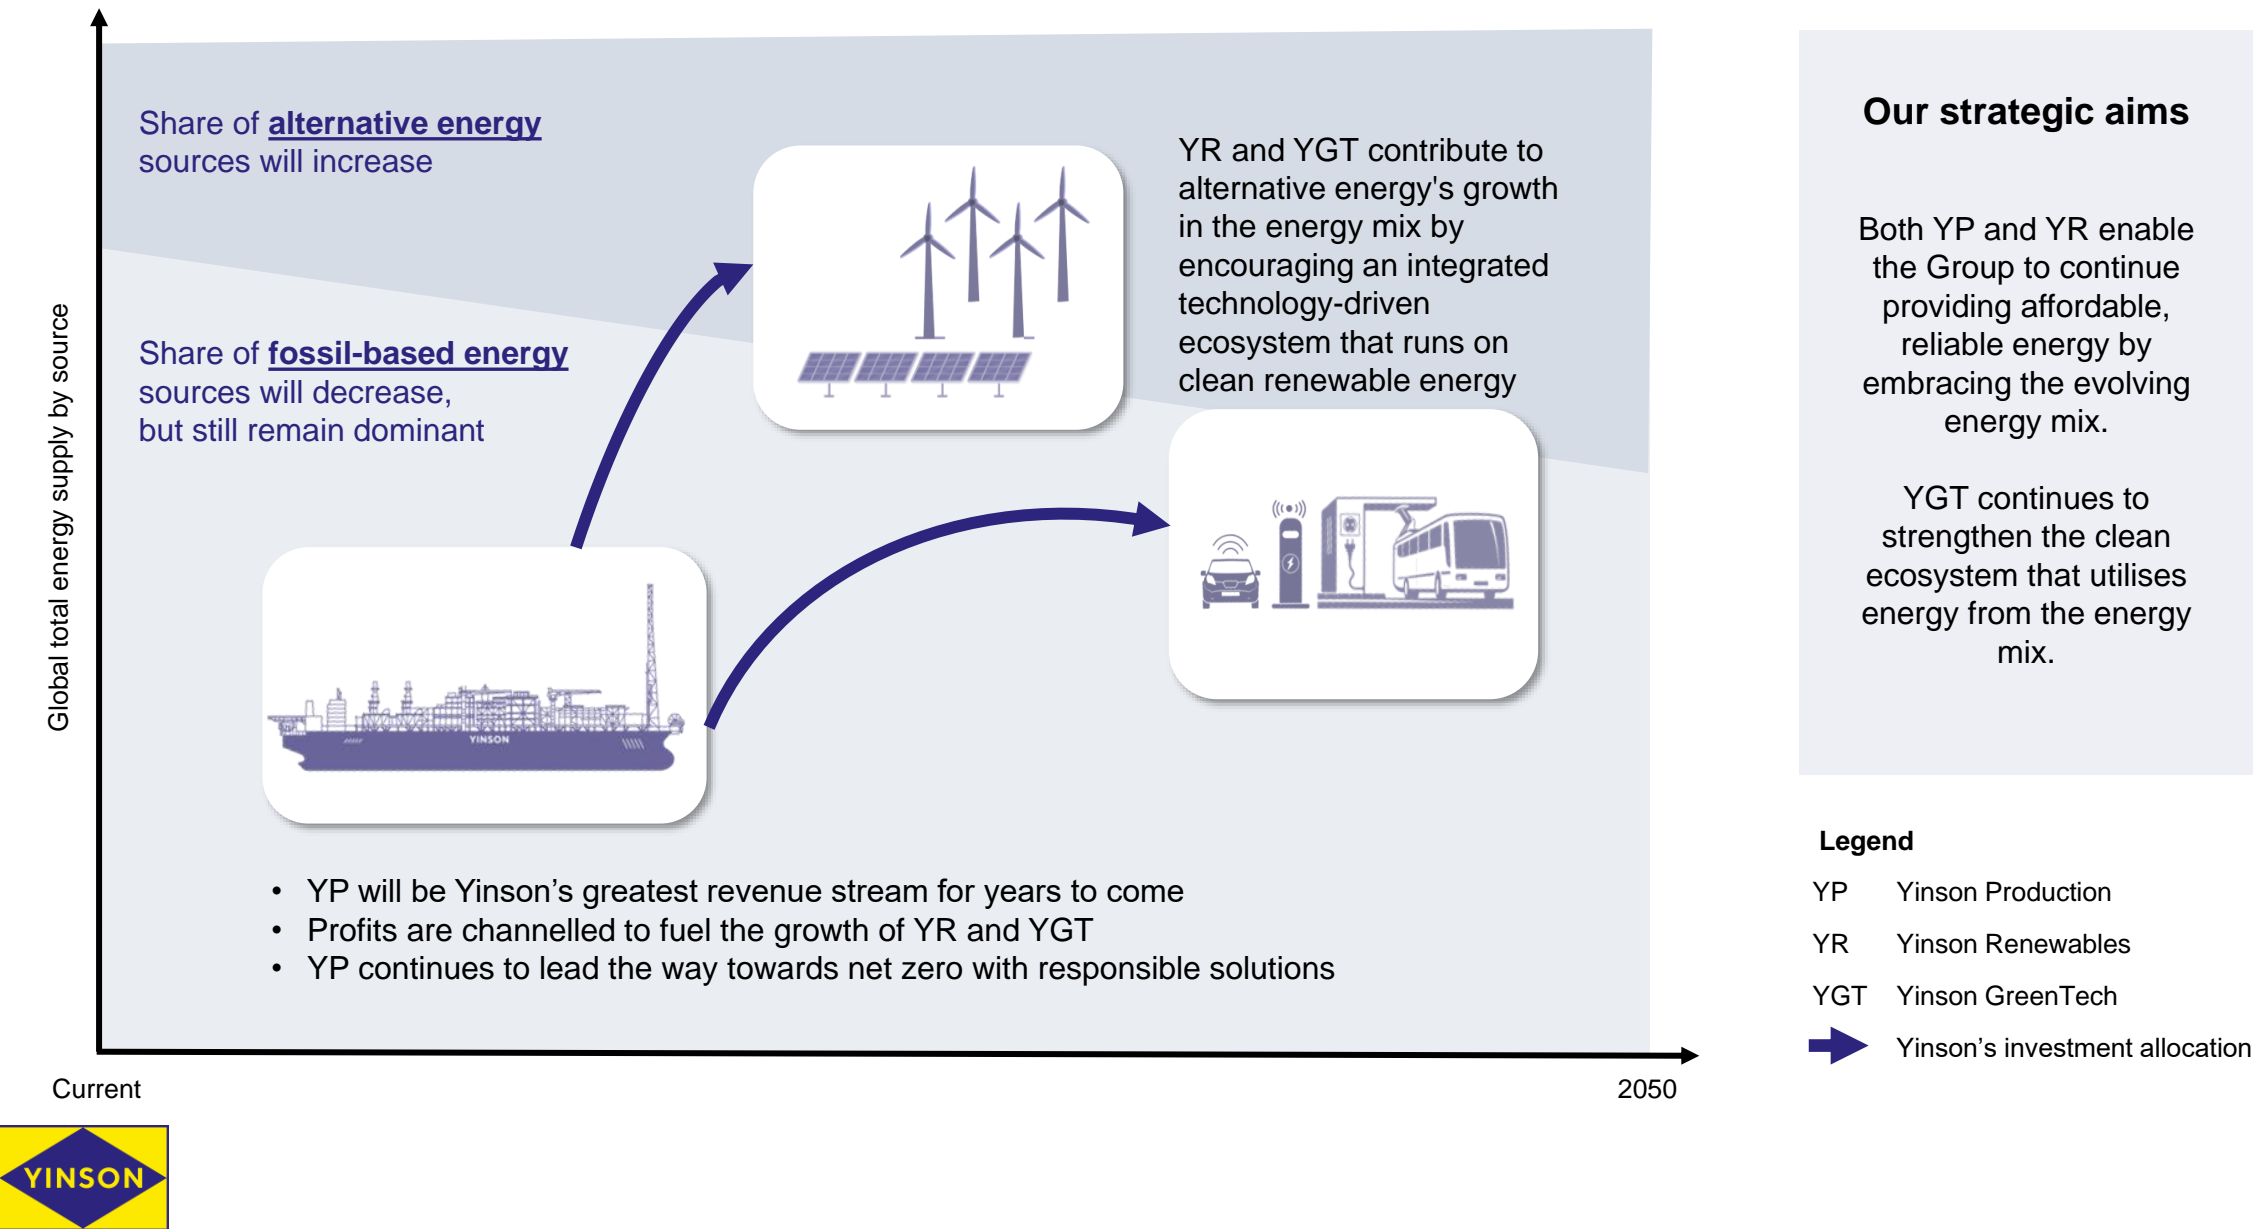 Global total energy supply by source
Share of alternative energy
sources will increase
Share of fossil-based energy
sources will decrease,
but still remain dominant
YR and YGT contribute to
alternative energy's growth
in the energy mix by
encouraging an integrated
technology-driven
ecosystem that runs on
clean renewable energy
YINSON
• YP will be Yinson’s greatest revenue stream for years to come
• Profits are channelled to fuel the growth of YR and YGT
• YP continues to lead the way towards net zero with responsible solutions
Current
2050
Our strategic aims
Both YP and YR enable
the Group to continue
providing affordable,
reliable energy by
embracing the evolving
energy mix.
YGT continues to
strengthen the clean
ecosystem that utilises
energy from the energy
mix.
Legend
YP Yinson Production
YR Yinson Renewables
YGT Yinson GreenTech
Yinson’s investment allocation
YINSON